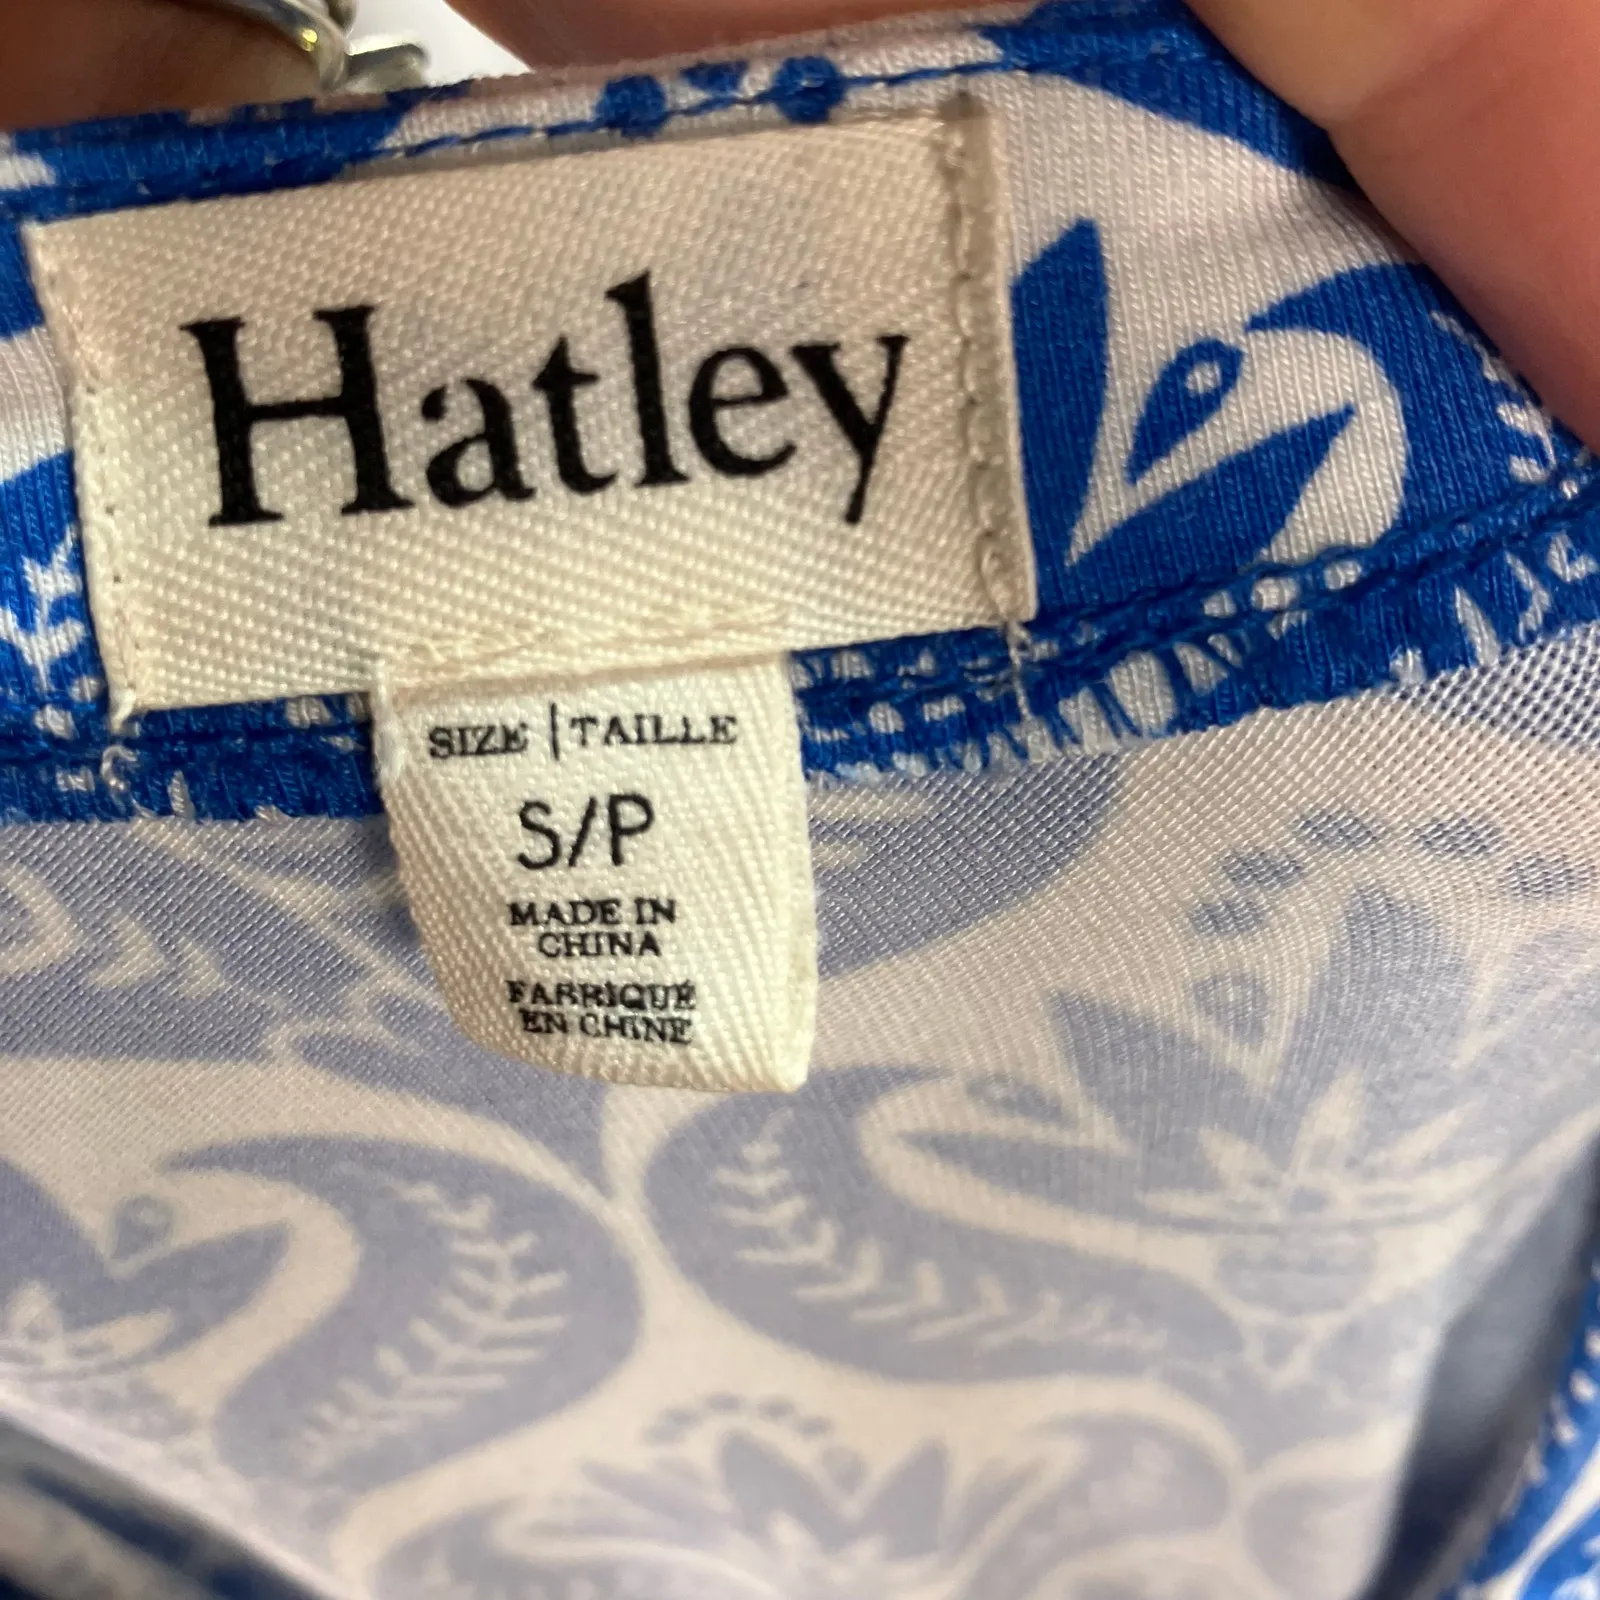 Hatley
SIZE | TAILLE
S/P
MADE IN
CHINA
FABRIQUÉ
EN CHINE